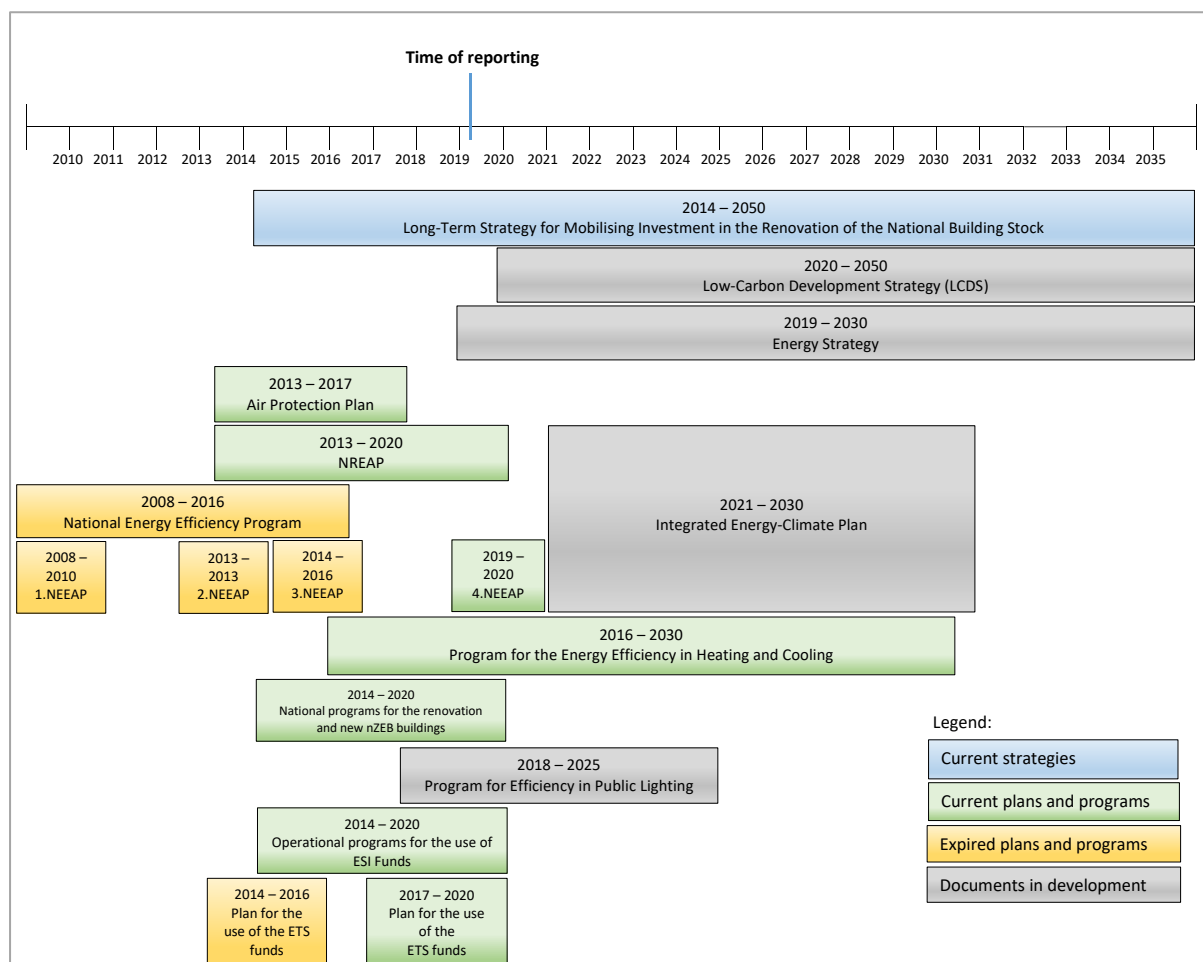 Time of reporting
2010 2011 2012 2013 2014 2015 2016 2017 2018 2019 2020 2021 2022 2023 2024 2025 2026 2027 2028 2029 2030 2031 2032 2033 2034 2035
2014 – 2050
Long-Term Strategy for Mobilising Investment in the Renovation of the National Building Stock
2020 – 2050
Low-Carbon Development Strategy (LCDS)
2019 – 2030
Energy Strategy
2013 – 2017
Air Protection Plan
2013 – 2020
NREAP
2008 – 2016
National Energy Efficiency Program
2021 – 2030
Integrated Energy-Climate Plan
2008 –
2010
1.NEEAP
2013 –
2013
2.NEEAP
2014 –
2016
3.NEEAP
2019 –
2020
4.NEEAP
2016 – 2030
Program for the Energy Efficiency in Heating and Cooling
2014 – 2020
National programs for the renovation
and new nZEB buildings
2018 – 2025
Program for Efficiency in Public Lighting
2014 – 2020
Operational programs for the use of
ESI Funds
2014 – 2016
Plan for the
use of the ETS
funds
2017 – 2020
Plan for the use
of the
ETS funds
Legend:
Current strategies
Current plans and programs
Expired plans and programs
Documents in development